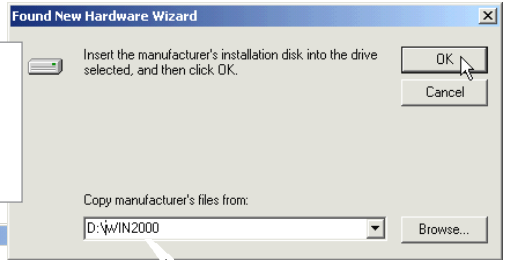 Found New Hardware Wizard
Insert the manufacturer's installation disk into the drive
selected, and then click OK.
OK
Cancel
Copy manufacturer's files from:
D:\WIN2000
Browse...